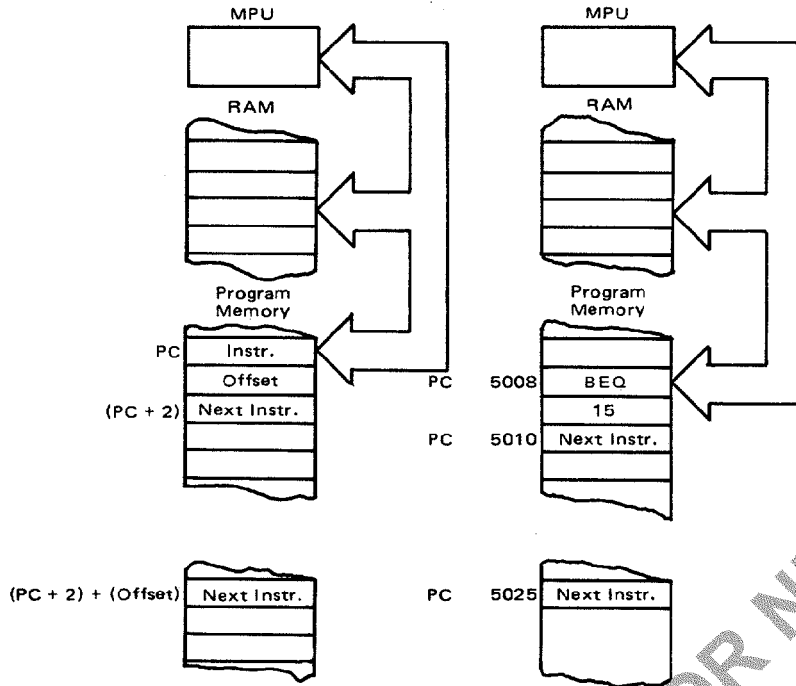 MPU
RAM
Program
Memory
PC Instr.
Offset
(PC + 2) Next Instr.
(PC + 2) + (Offset) Next Instr.
MPU
RAM
Program
Memory
PC 5008 BEQ
15
PC 5010 Next Instr.
PC 5025 Next Instr.